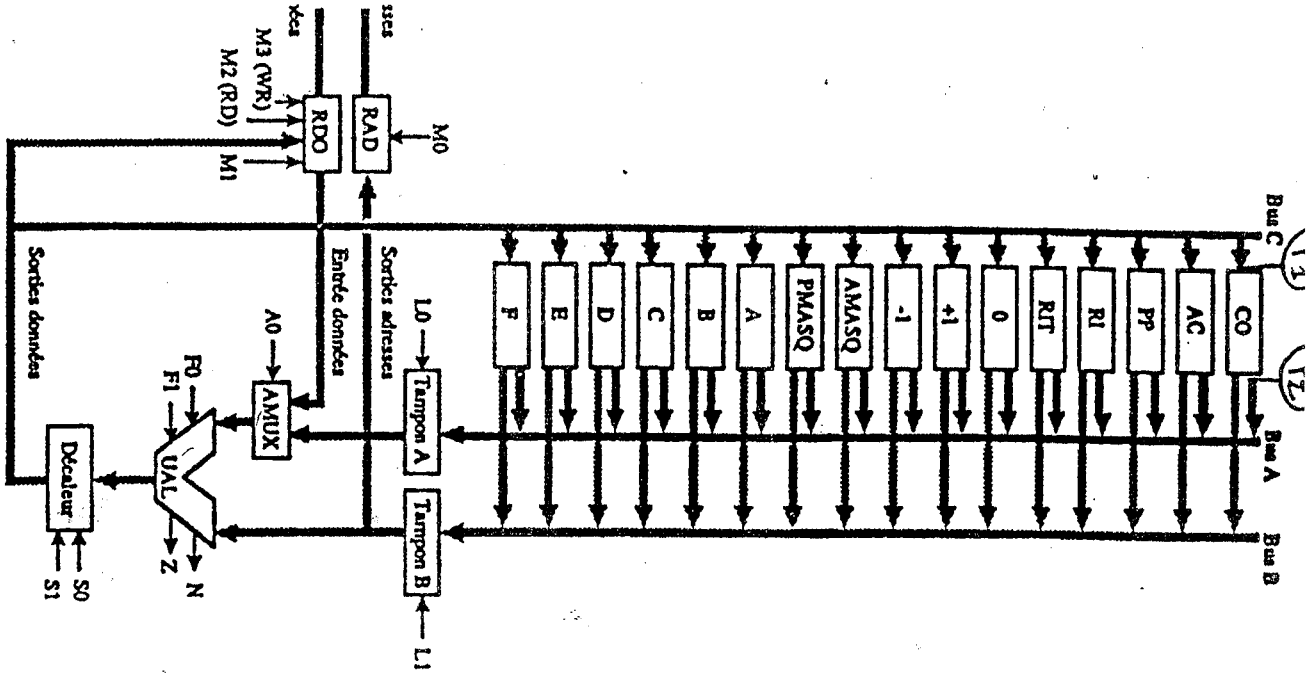 Bus C
CO
AC
PP
RI
RIT
0
+1
-1
AMASQ
PMASQ
A
B
C
D
E
F
Bus A
Bus B
M0
RAD
RDO
M1
M2 (RD)
M3 (WR)
Sorties adresses
Entrée données
Sorties données
L0
Tampon A
Tampon B
L1
A0
AMUX
F0
F1
UAL
N
Z
Décaleur
S0
S1